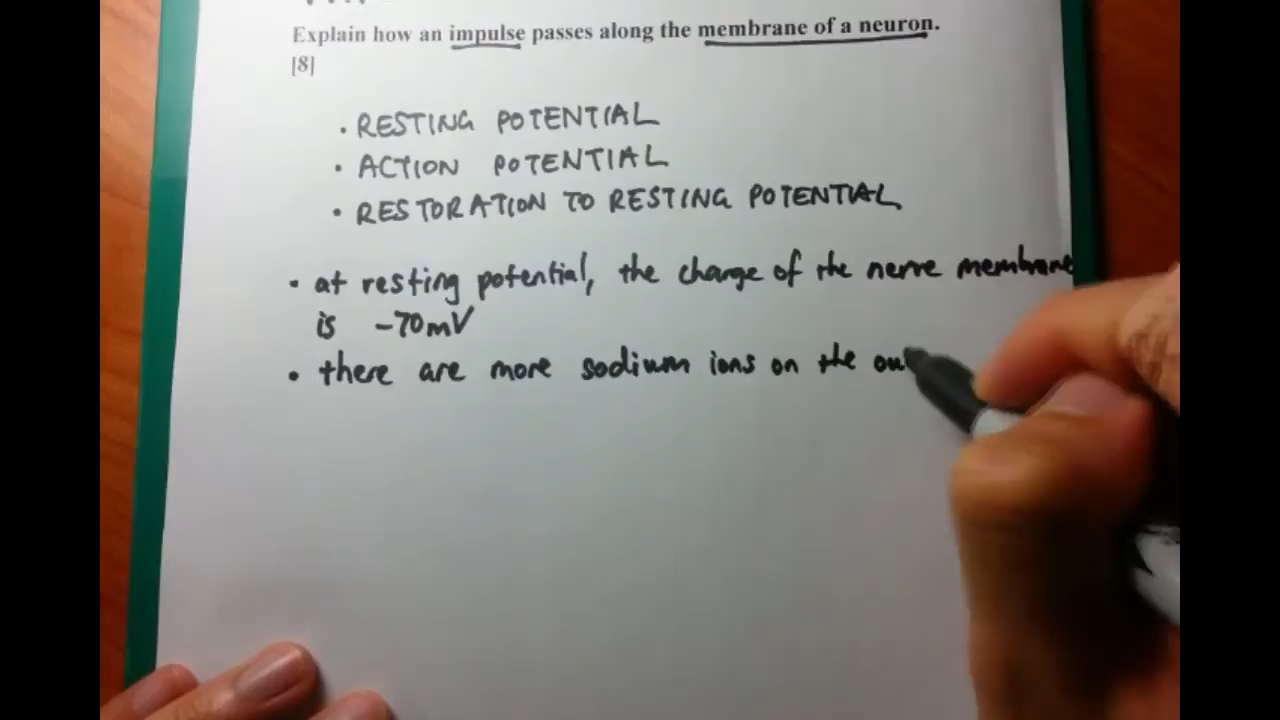 Explain how an impulse passes along the membrane of a neuron.
[8]
• RESTING POTENTIAL
• ACTION POTENTIAL
• RESTORATION TO RESTING POTENTIAL
• at resting potential, the charge of the nerve membrane
is -70mV
• there are more sodium ions on the ou